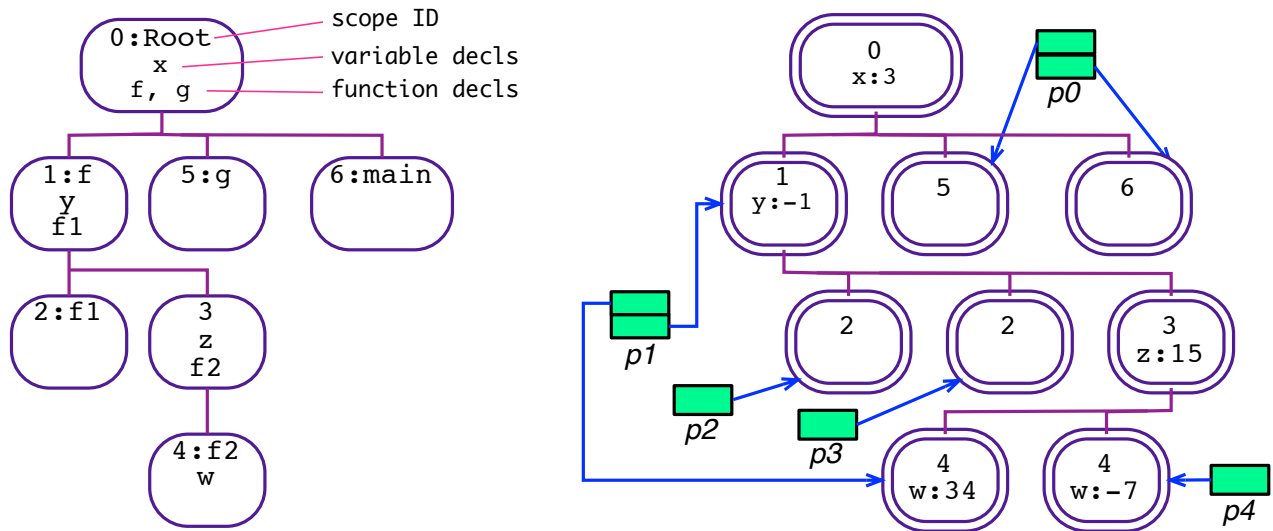 0:Root
x
f, g
scope ID
variable decls
function decls
1:f
y
f1
5:g
6:main
2:f1
3
z
f2
4:f2
w
0
x:3
p0
1
y:-1
5
6
p1
2
2
3
z:15
p2
p3
4
w:34
4
w:-7
p4